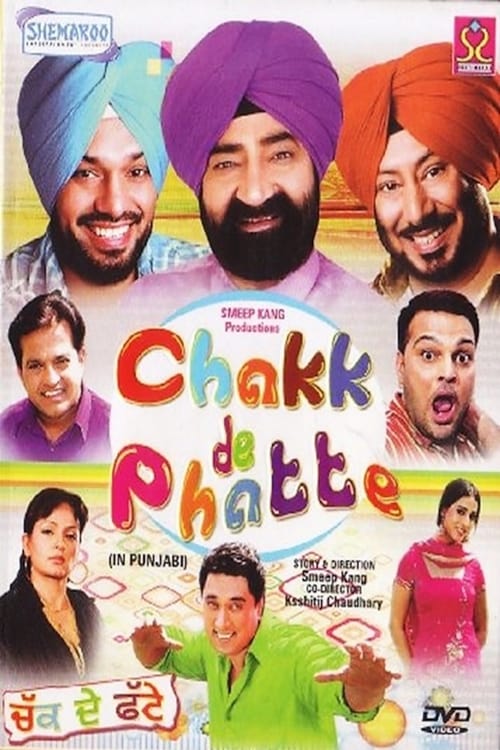 SHEMAROO
ENTERTAINMENT
SMEEP KANG
Productions
Chakk
de
Phatte
(IN PUNJABI)
STORY & DIRECTION
Smeep Kang
CO-DIRECTOR
Ksshitij Chaudhary
ਚੱਕ ਦੇ ਫੱਟੇ
DVD
VIDEO